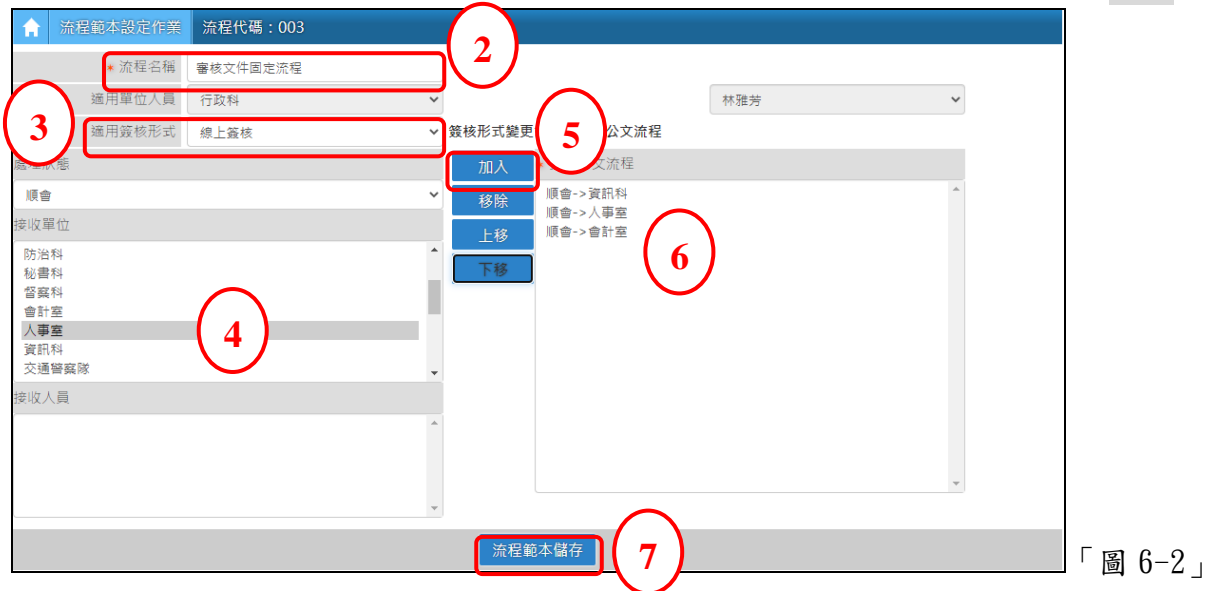 流程範本設定作業 流程代碼：003
2
* 流程名稱 審核文件固定流程
適用單位人員 行政科 林雅芳
3
適用簽核形式 線上簽核 簽核形式變更 公文流程
5
處理狀態 加入 文流程
順會 移除
接收單位 上移
下移
順會->資訊科
順會->人事室
順會->會計室
6
防治科
秘書科
督察科
會計室
人事室
資訊科
交通警察隊
4
接收人員
流程範本儲存
7
「圖 6-2」